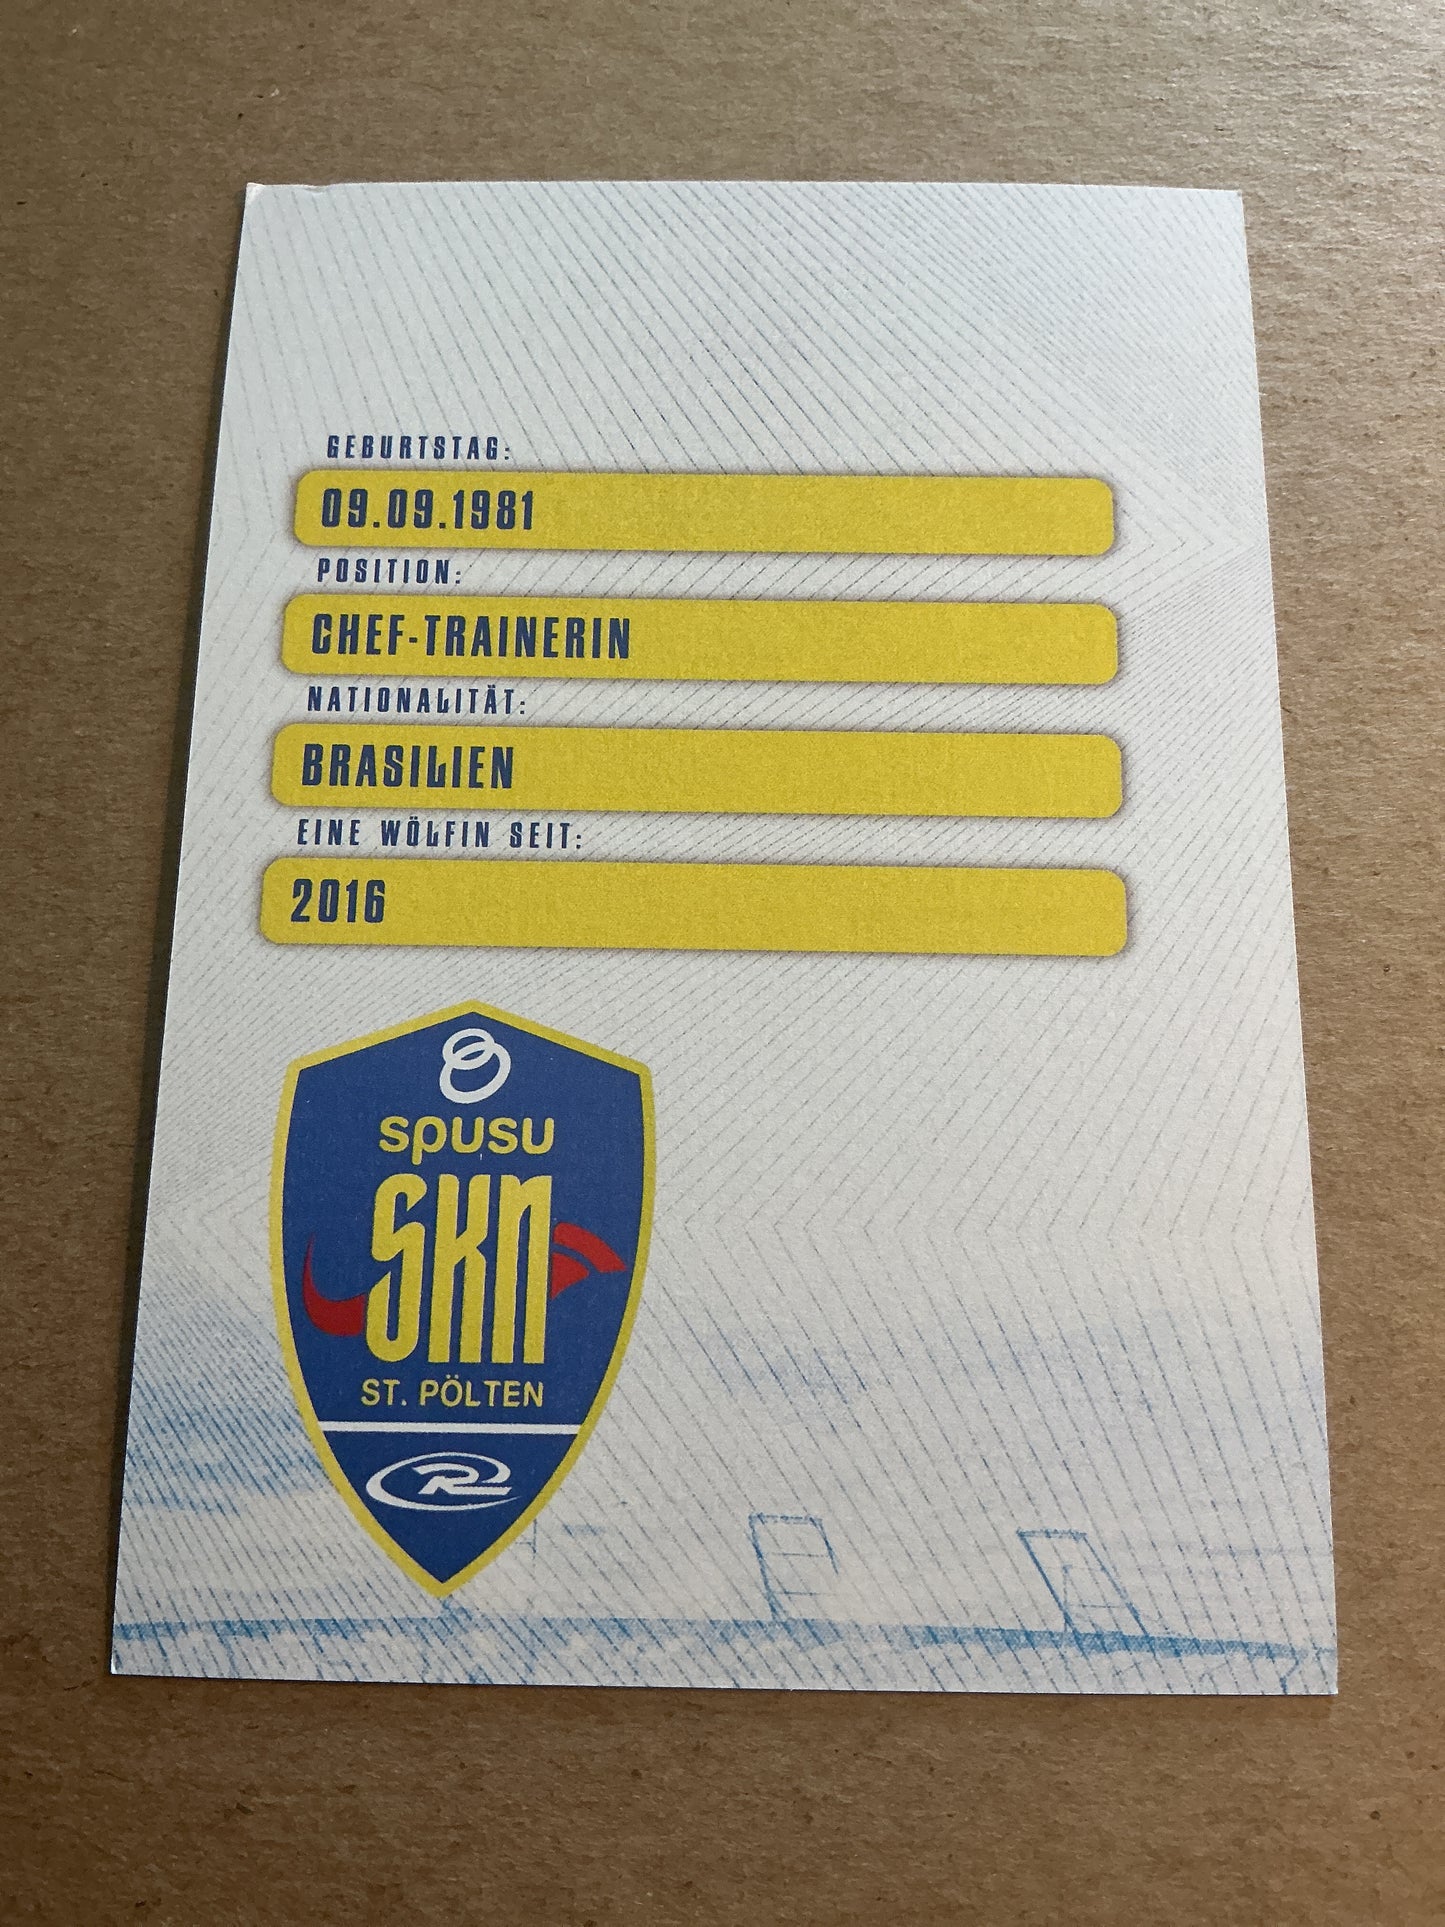 GEBURTSTAG:
09.09.1981
POSITION:
CHEF-TRAINERIN
NATIONALITÄT:
BRASILIEN
EINE WÖLFIN SEIT:
2016
spusu
SKN
ST. PÖLTEN
R